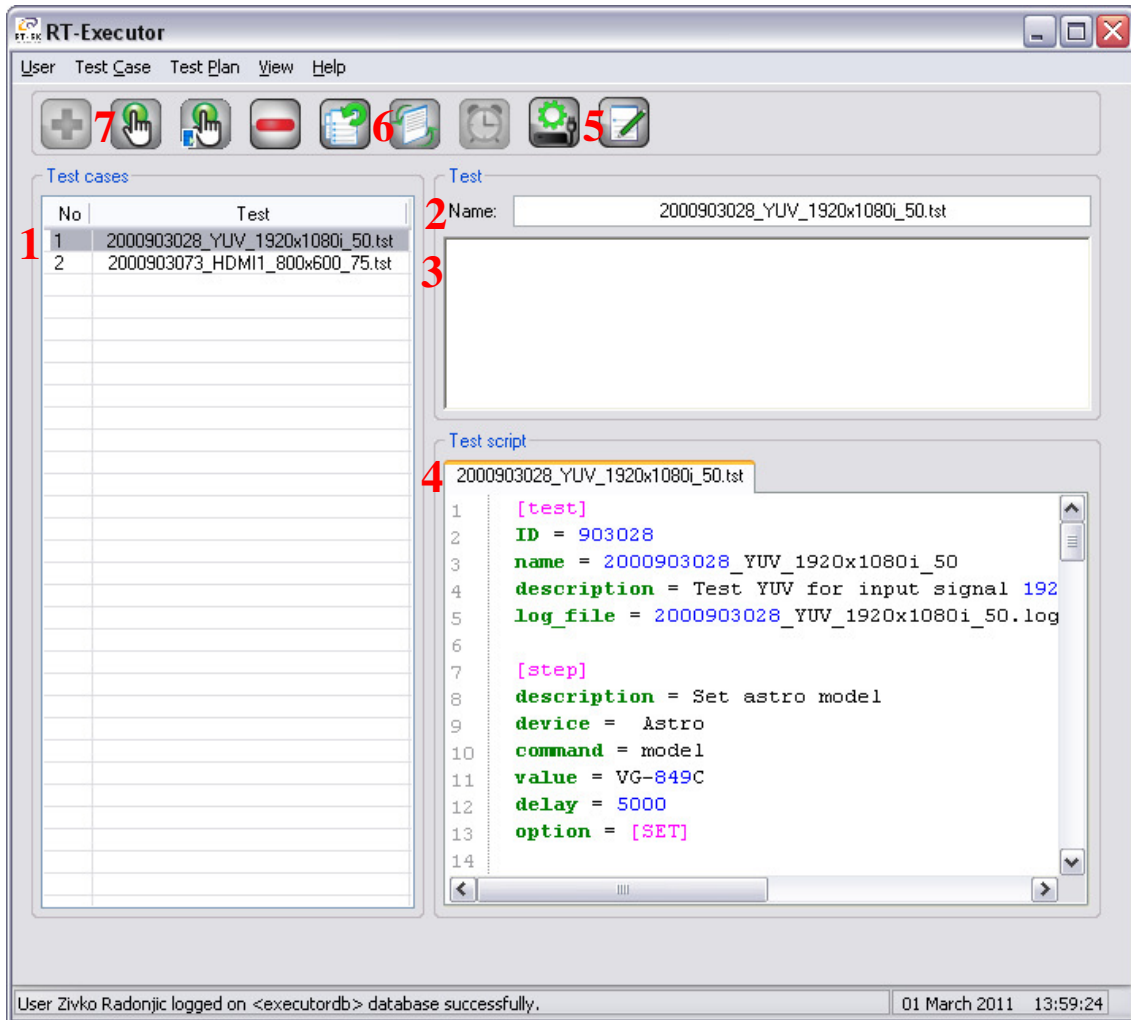 RT-Executor
User Test Case Test Plan View Help
7 6 5
Test cases
No Test
1
1 2000903028_YUV_1920x1080i_50.tst
2 2000903073_HDMI1_800x600_75.tst
Test
2 Name: 2000903028_YUV_1920x1080i_50.tst
3
Test script
4 2000903028_YUV_1920x1080i_50.tst
1 [test]
2 ID = 903028
3 name = 2000903028_YUV_1920x1080i_50
4 description = Test YUV for input signal 192
5 log_file = 2000903028_YUV_1920x1080i_50.log
6
7 [step]
8 description = Set astro model
9 device = Astro
10 command = model
11 value = VG-849C
12 delay = 5000
13 option = [SET]
14
User Zivko Radonjic logged on <executordb> database successfully. 01 March 2011 13:59:24